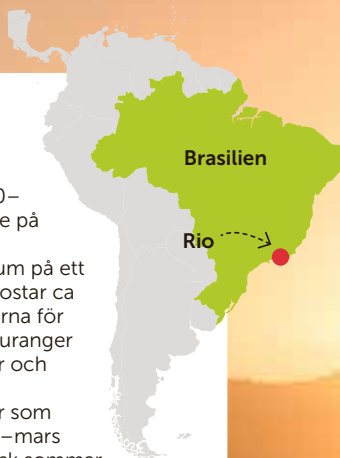 Brasilien
Rio
0–
e på
um på ett
ostar ca
rna för
uranger
r och
r som
–mars